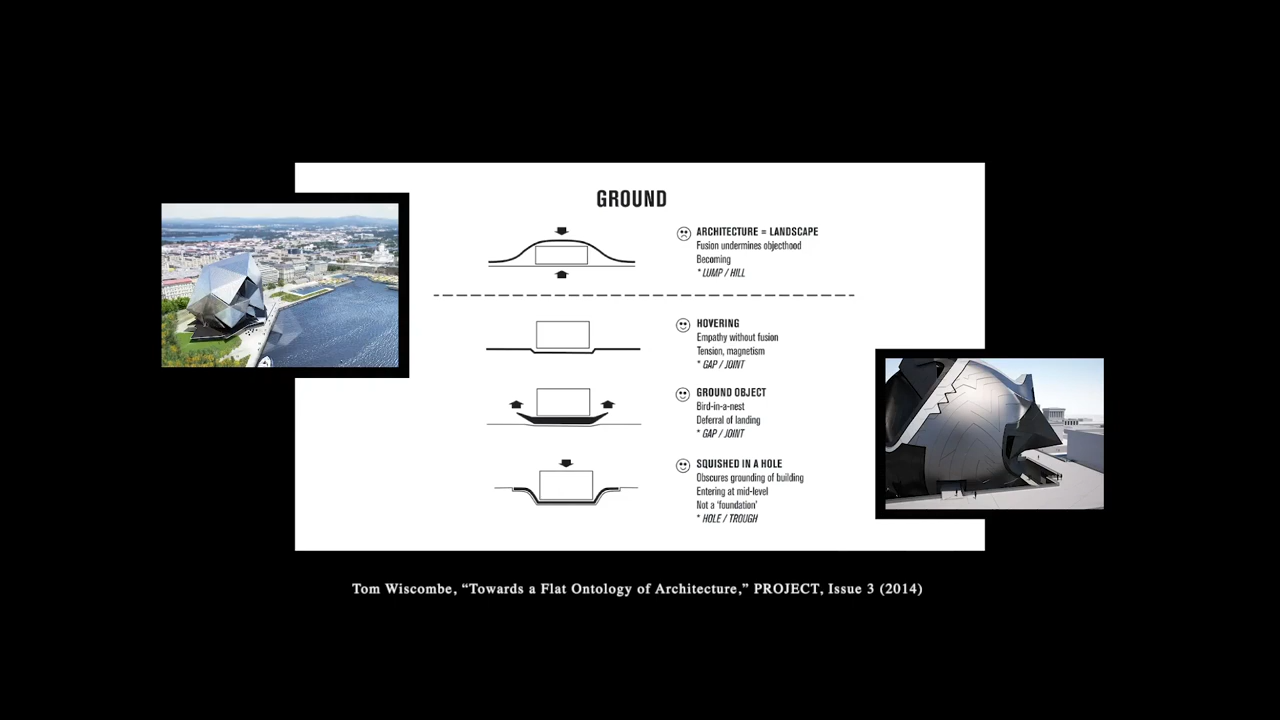 GROUND
ARCHITECTURE = LANDSCAPE
Fusion undermines objecthood
Becoming
* LUMP / HILL
HOVERING
Empathy without fusion
Tension, magnetism
* GAP / JOINT
GROUND OBJECT
Bird-in-a-nest
Deferral of landing
* GAP / JOINT
SQUISHED IN A HOLE
Obscures grounding of building
Entering at mid-level
Not a ‘foundation’
* HOLE / TROUGH
Tom Wiscombe, “Towards a Flat Ontology of Architecture,” PROJECT, Issue 3 (2014)